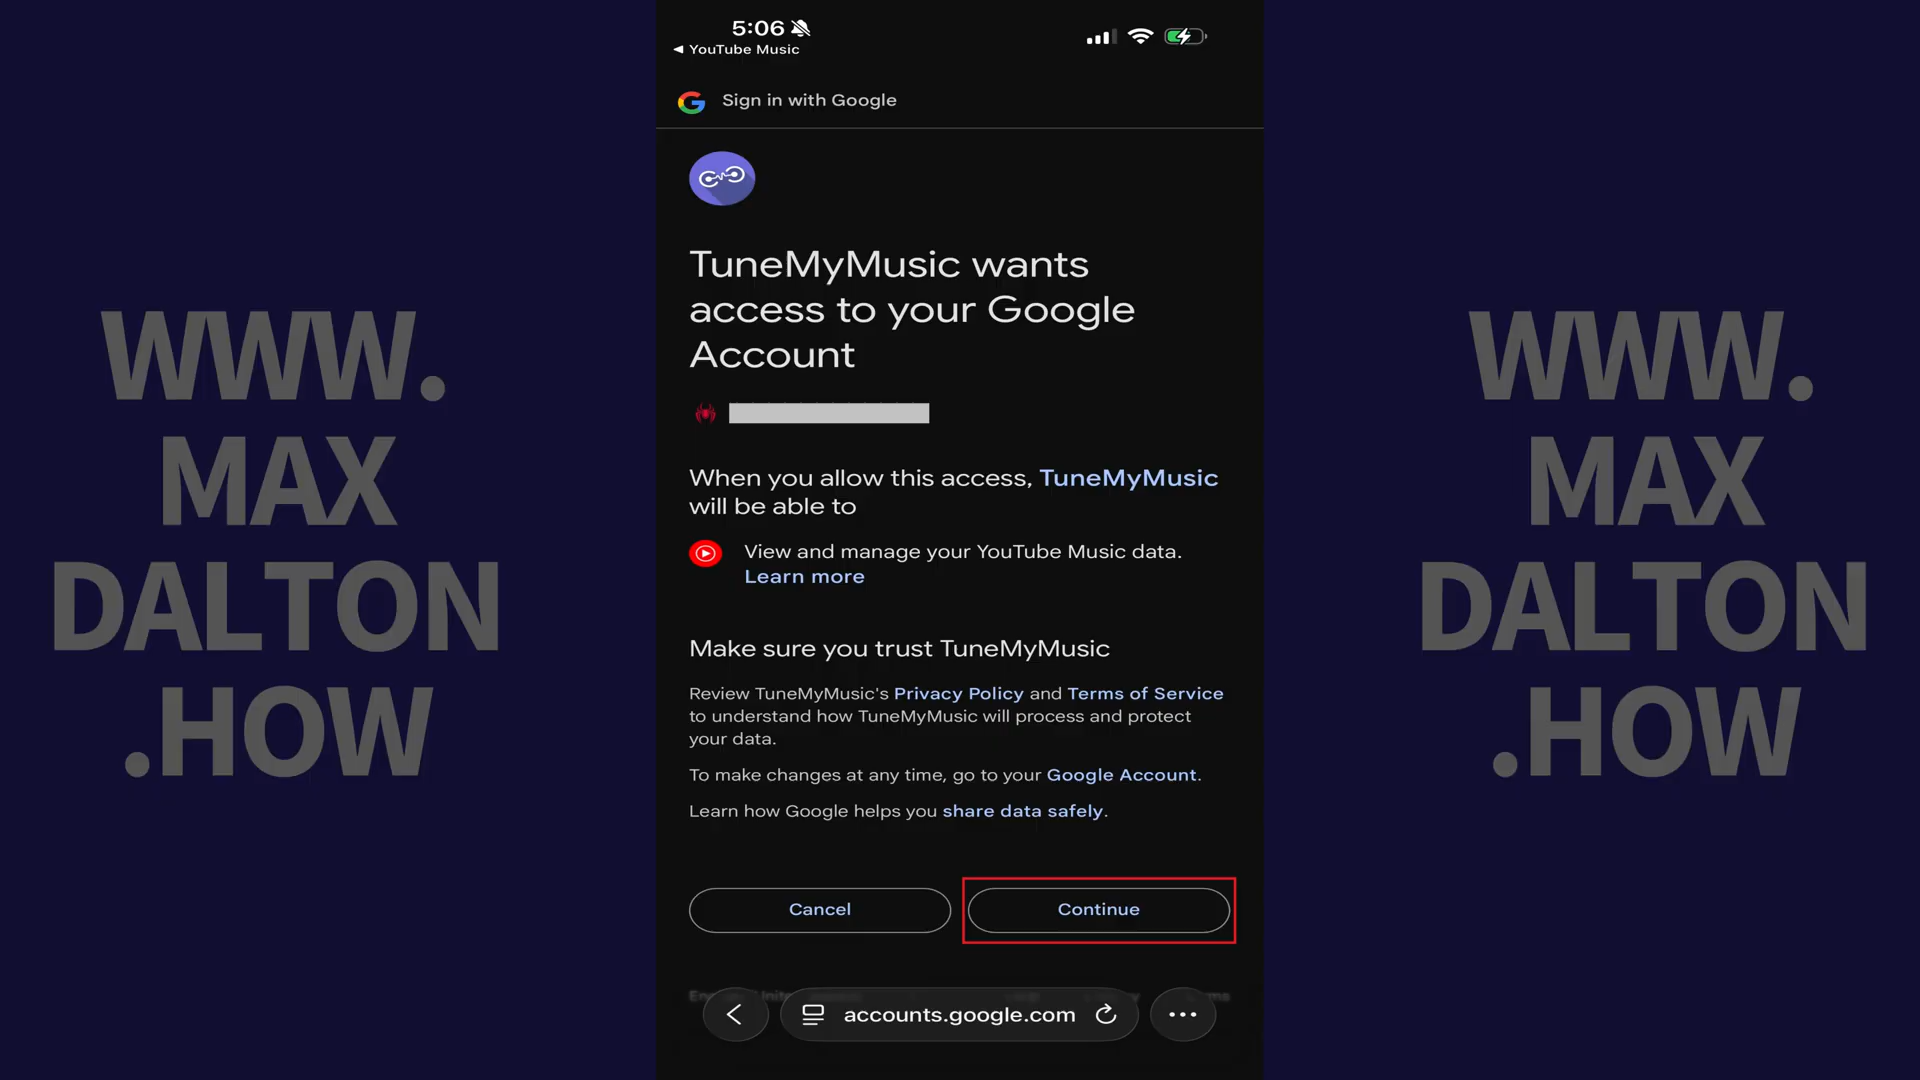 WWW.
MAX
DALTON
.HOW
5:06
YouTube Music
Sign in with Google
TuneMyMusic wants
access to your Google
Account
When you allow this access, TuneMyMusic
will be able to
View and manage your YouTube Music data.
Learn more
Make sure you trust TuneMyMusic
Review TuneMyMusic's Privacy Policy and Terms of Service
to understand how TuneMyMusic will process and protect
your data.
To make changes at any time, go to your Google Account.
Learn how Google helps you share data safely.
Cancel
Continue
accounts.google.com
WWW.
MAX
DALTON
.HOW